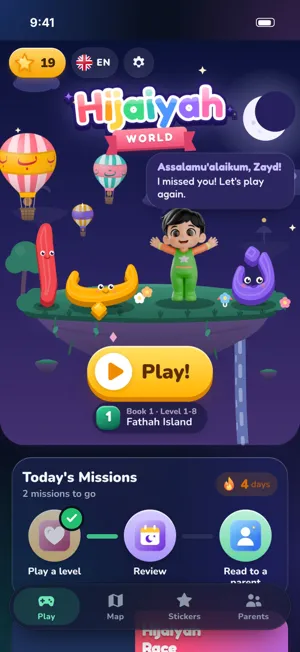 9:41
19
EN
Hijaiyah
WORLD
Assalamu'alaikum, Zayd!
I missed you! Let's play
again.
Play!
1
Book 1 · Level 1-8
Fathah Island
Today's Missions
2 missions to go
4 days
Play a level
Review
Read to a
parent
Play
Map
Stickers
Parents
Hijaiyah
Race